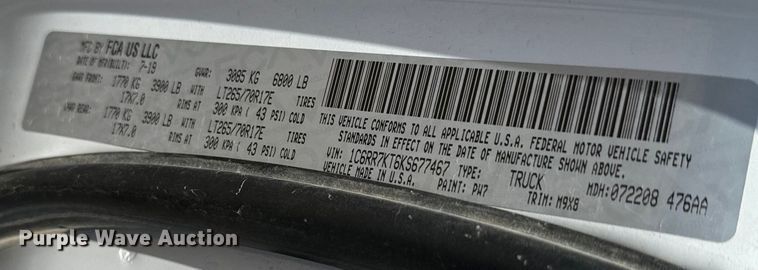 MFD BY: FCA US LLC
DATE OF MFR(BUILT): 7-19 GVWR: 3085 KG 6800 LB
GAWR FRONT: 1770 KG 3900 LB WITH LT265/70R17E TIRES
17X7.0 RIMS AT 300 KPA ( 43 PSI) COLD
GAWR REAR: 1770 KG 3900 LB WITH LT265/70R17E TIRES
17X7.0 RIMS AT 300 KPA ( 43 PSI) COLD
THIS VEHICLE CONFORMS TO ALL APPLICABLE U.S.A. FEDERAL MOTOR VEHICLE SAFETY
STANDARDS IN EFFECT ON THE DATE OF MANUFACTURE SHOWN ABOVE.
VIN: 1C6RR7KT6KS677467 TYPE: TRUCK MDH:072208 476AA
VEHICLE MADE IN U.S.A. PAINT: PW7 TRIM: M9X8
Purple Wave Auction